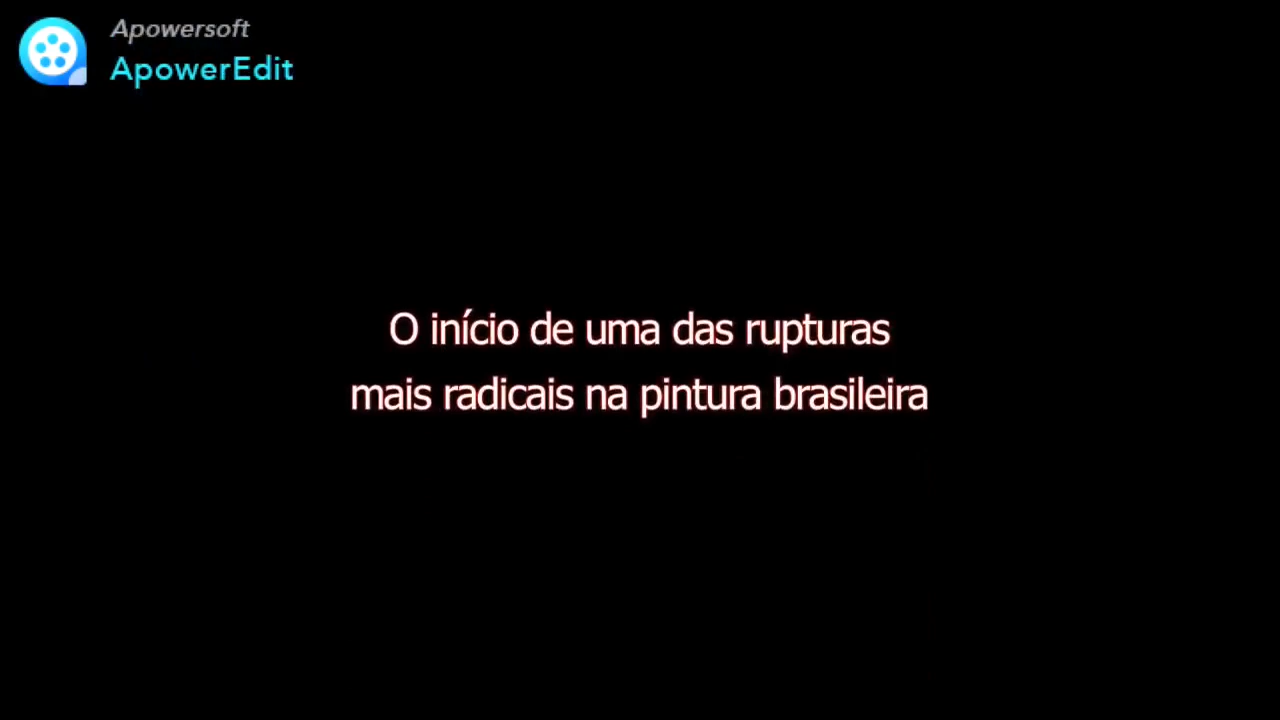 Apowersoft
ApowerEdit
O início de uma das rupturas
mais radicais na pintura brasileira